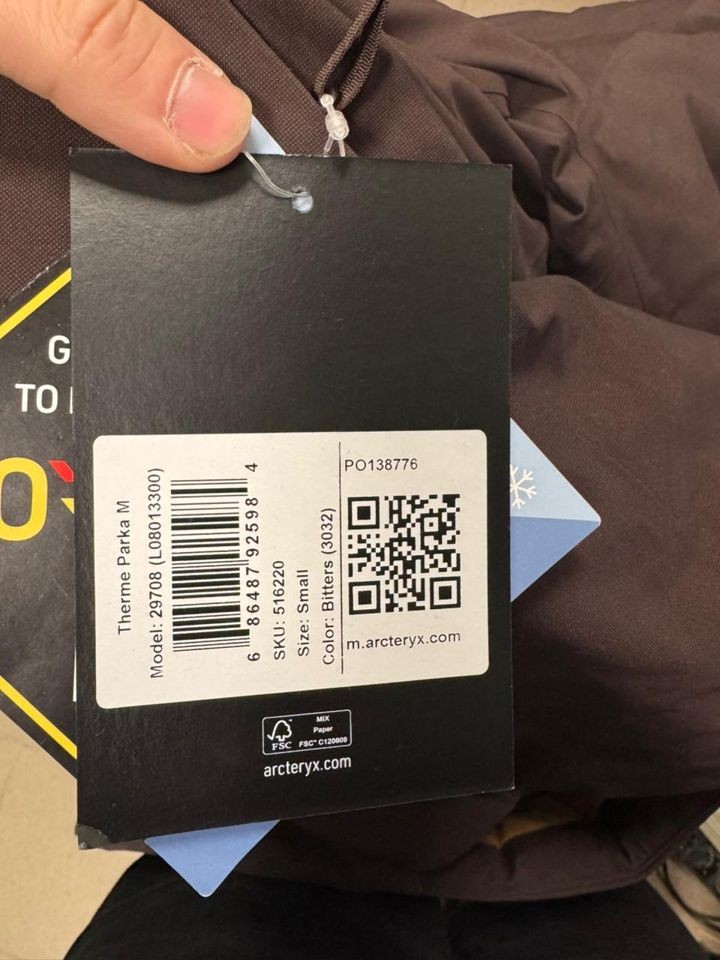 G
TO
Therme Parka M
Model: 29708 (L08013300)
6 86487 92598 4
SKU: 516220
Size: Small
Color: Bitters (3032)
PO138776
m.arcteryx.com
FSC
MIX
Paper
FSC™ C120609
arcteryx.com